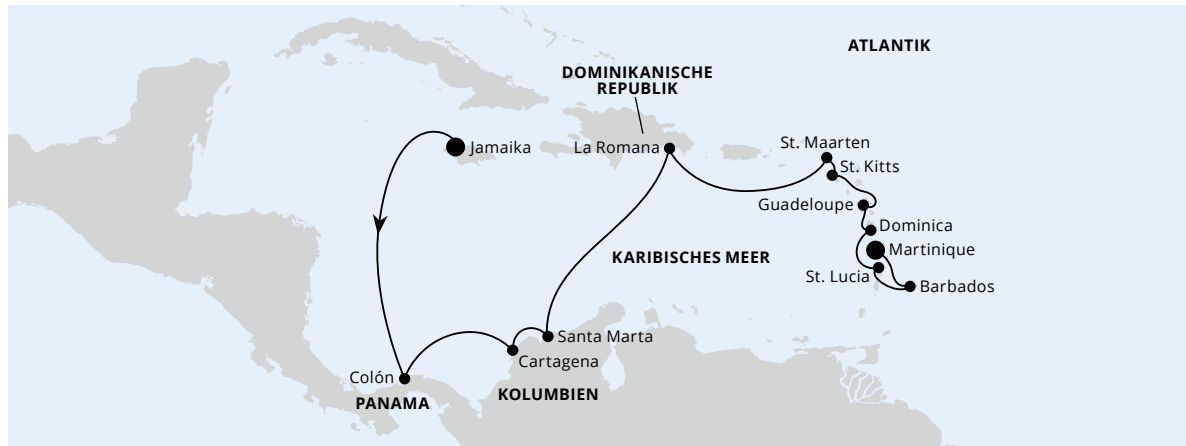 ATLANTIK
DOMINIKANISCHE
REPUBLIK
Jamaika
La Romana
St. Maarten
St. Kitts
Guadeloupe
Dominica
Martinique
KARIBISCHES MEER
St. Lucia
Barbados
Santa Marta
Cartagena
Colón
KOLUMBIEN
PANAMA